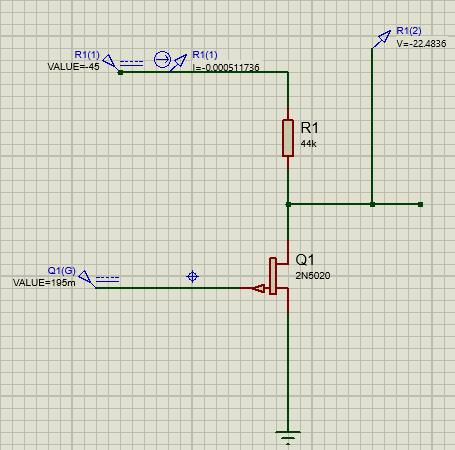 R1(2)
V=-22.4836
R1(1)
VALUE=-45
R1(1)
I=-0.000511736
R1
44k
Q1
2N5020
Q1(G)
VALUE=195m